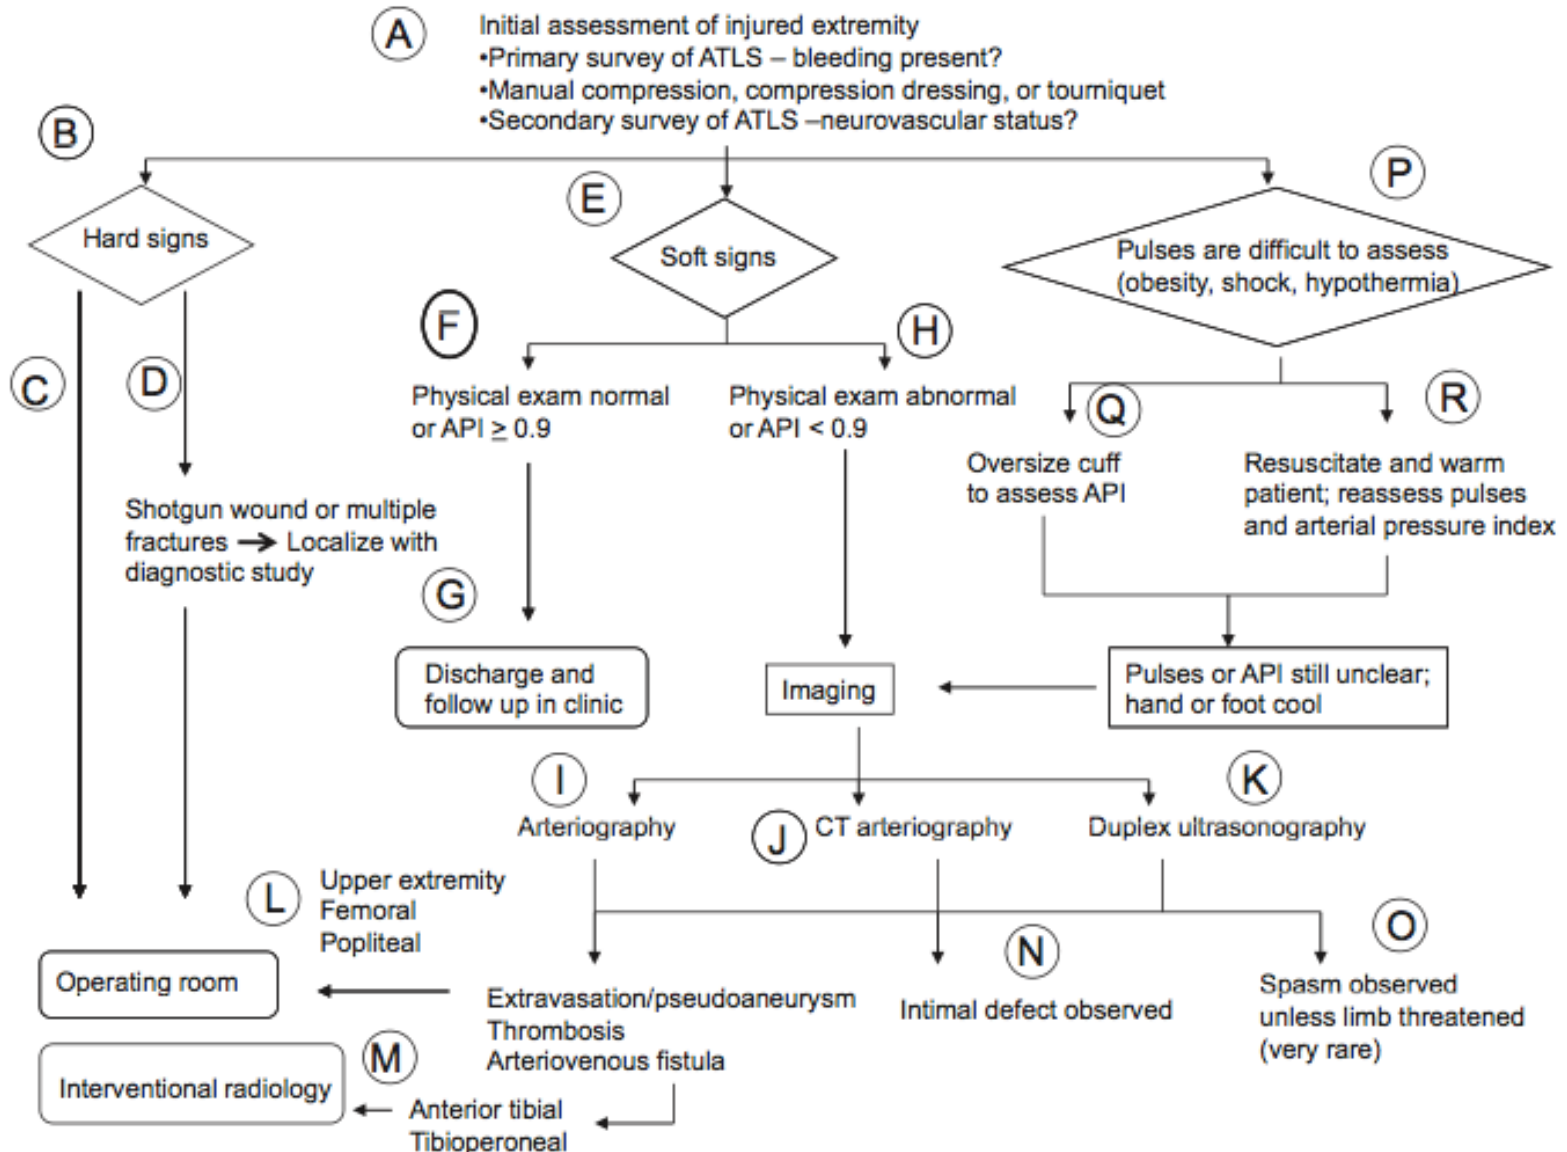 A
Initial assessment of injured extremity
•Primary survey of ATLS – bleeding present?
•Manual compression, compression dressing, or tourniquet
•Secondary survey of ATLS –neurovascular status?
B
Hard signs
E
Soft signs
P
Pulses are difficult to assess
(obesity, shock, hypothermia)
C
D
Shotgun wound or multiple
fractures → Localize with
diagnostic study
F
Physical exam normal
or API ≥ 0.9
H
Physical exam abnormal
or API < 0.9
Q
Oversize cuff
to assess API
R
Resuscitate and warm
patient; reassess pulses
and arterial pressure index
G
Discharge and
follow up in clinic
Imaging
Pulses or API still unclear;
hand or foot cool
I
Arteriography
J
CT arteriography
K
Duplex ultrasonography
L
Upper extremity
Femoral
Popliteal
Operating room
Extravasation/pseudoaneurysm
Thrombosis
Arteriovenous fistula
N
Intimal defect observed
O
Spasm observed
unless limb threatened
(very rare)
M
Interventional radiology
Anterior tibial
Tibioperoneal